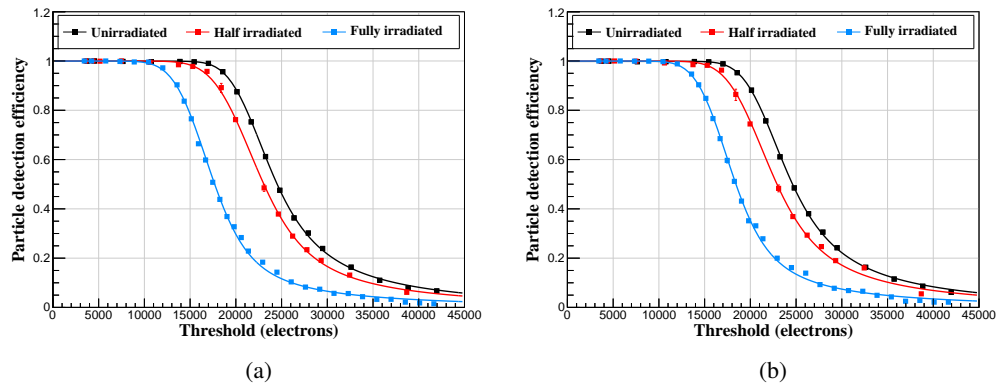 1.2
1
0.8
0.6
0.4
0.2
0
Particle detection efficiency
Unirradiated Half irradiated Fully irradiated
0 5000 10000 15000 20000 25000 30000 35000 40000 45000
Threshold (electrons)
(a)
1.2
1
0.8
0.6
0.4
0.2
0
Particle detection efficiency
Unirradiated Half irradiated Fully irradiated
0 5000 10000 15000 20000 25000 30000 35000 40000 45000
Threshold (electrons)
(b)